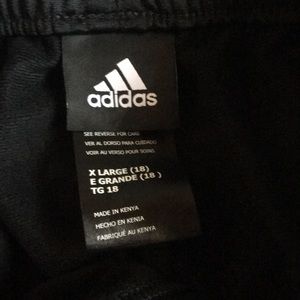 adidas
SEE REVERSE FOR CARE
VER AL DORSO PARA CUIDADO
VOIR AU VERSO POUR SOINS
X LARGE (18)
E GRANDE (18 )
TG 18
MADE IN KENYA
HECHO EN KENIA
FABRIQUÉ AU KENYA